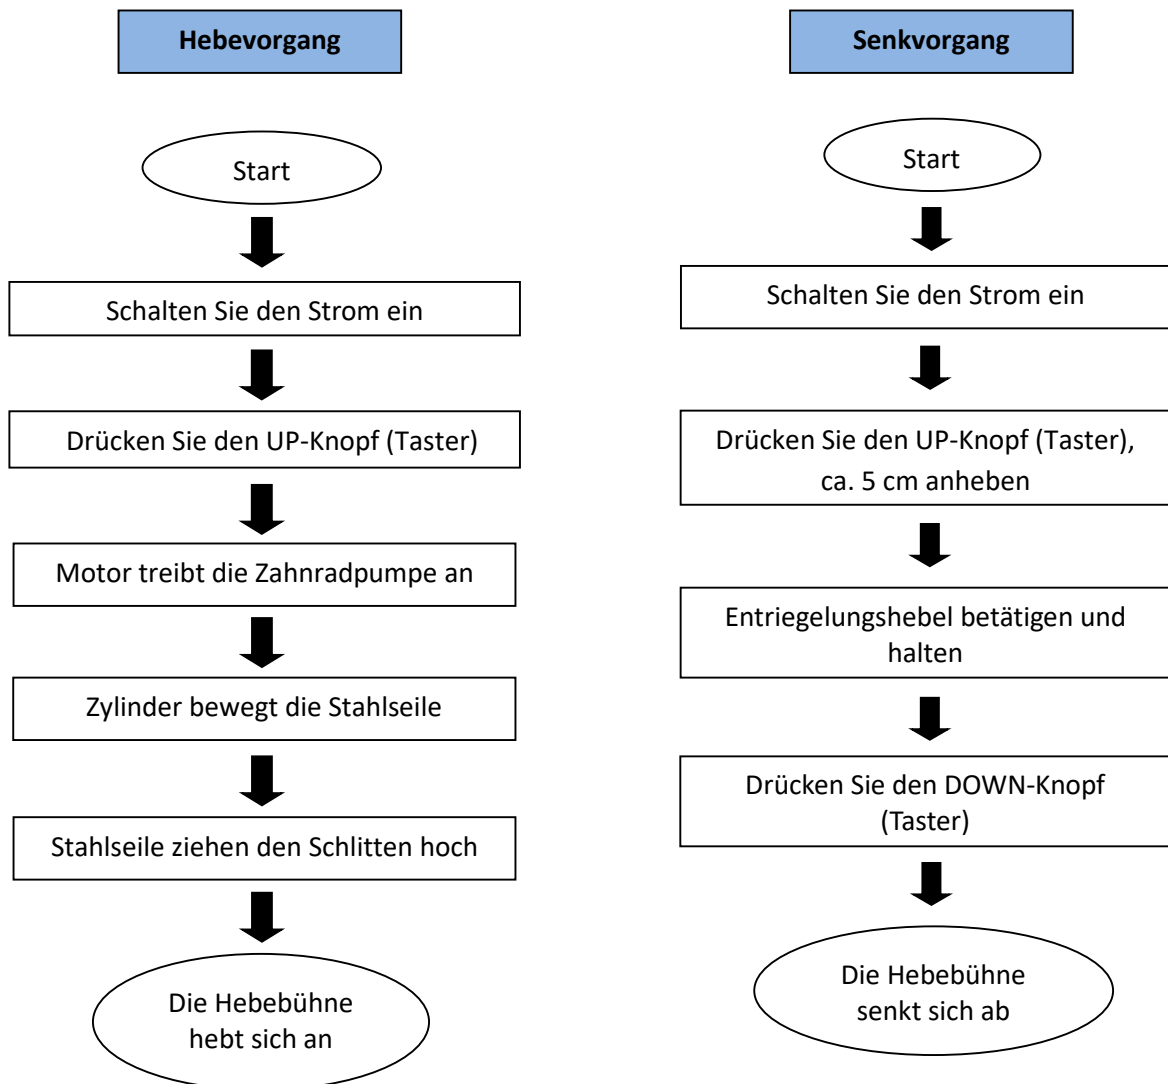 Hebevorgang
Start
Schalten Sie den Strom ein
Drücken Sie den UP-Knopf (Taster)
Motor treibt die Zahnradpumpe an
Zylinder bewegt die Stahlseile
Stahlseile ziehen den Schlitten hoch
Die Hebebühne
hebt sich an
Senkvorgang
Start
Schalten Sie den Strom ein
Drücken Sie den UP-Knopf (Taster),
ca. 5 cm anheben
Entriegelungshebel betätigen und
halten
Drücken Sie den DOWN-Knopf
(Taster)
Die Hebebühne
senkt sich ab